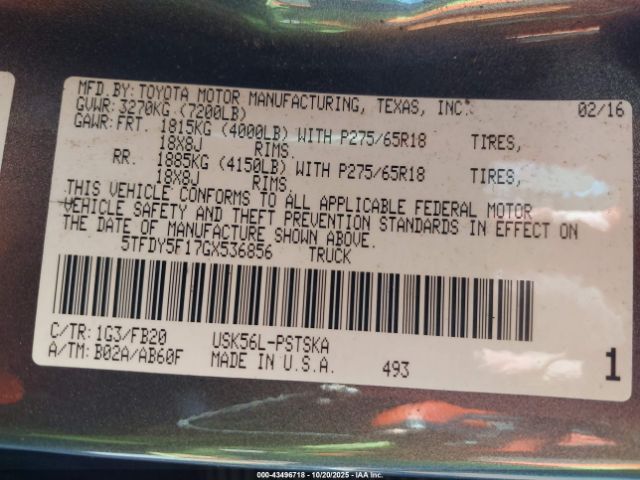 MFD.BY: TOYOTA MOTOR MANUFACTURING, TEXAS, INC. 02/16
GVWR: 3270KG (7200LB)
GAWR: FRT. 1815KG (4000LB) WITH P275/65R18 TIRES,
18X8J RIMS.
RR. 1885KG (4150LB) WITH P275/65R18 TIRES,
18X8J RIMS.
THIS VEHICLE CONFORMS TO ALL APPLICABLE FEDERAL MOTOR
VEHICLE SAFETY AND THEFT PREVENTION STANDARDS IN EFFECT ON
THE DATE OF MANUFACTURE SHOWN ABOVE.
5TFDY5F17GX536856 TRUCK
C/TR: 1G3/FB20 USK56L-PSTSKA
A/TM: B02A/AB60F MADE IN U.S.A. 493 1
000-43496718 - 10/20/2025 - IAAI.com